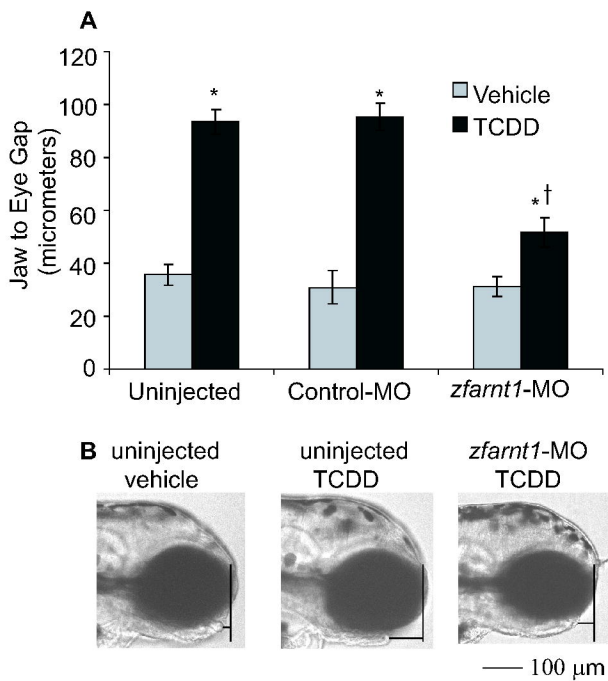 A
120
100
80
60
40
20
0
Jaw to Eye Gap
(micrometers)
Vehicle
TCDD
*
*
*†
Uninjected
Control-MO
zfarnt1-MO
B
uninjected
vehicle
uninjected
TCDD
zfarnt1-MO
TCDD
100 µm